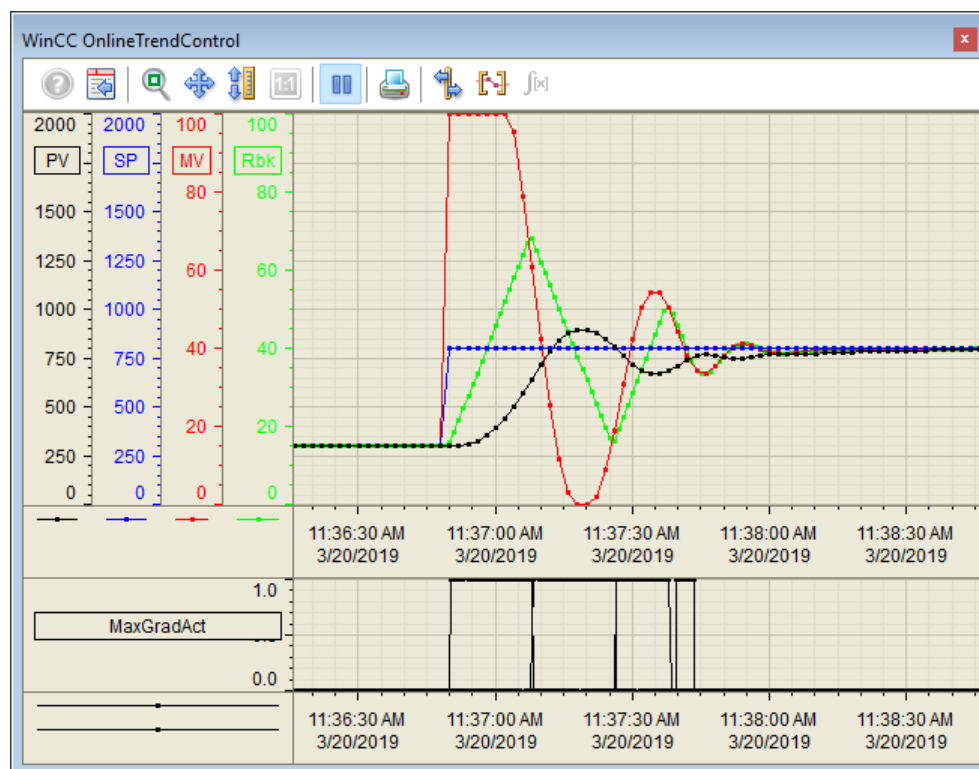 WinCC OnlineTrendControl
x
? 1:1 ∫[x]
2000 2000 100 100
PV SP MV Rbk
80 80
1500 1500
1250 1250 60 60
1000 1000
750 750 40 40
500 500
20 20
250 250
0 0 0 0
11:36:30 AM 11:37:00 AM 11:37:30 AM 11:38:00 AM 11:38:30 AM
3/20/2019 3/20/2019 3/20/2019 3/20/2019 3/20/2019
1.0
MaxGradAct
0.0
11:36:30 AM 11:37:00 AM 11:37:30 AM 11:38:00 AM 11:38:30 AM
3/20/2019 3/20/2019 3/20/2019 3/20/2019 3/20/2019